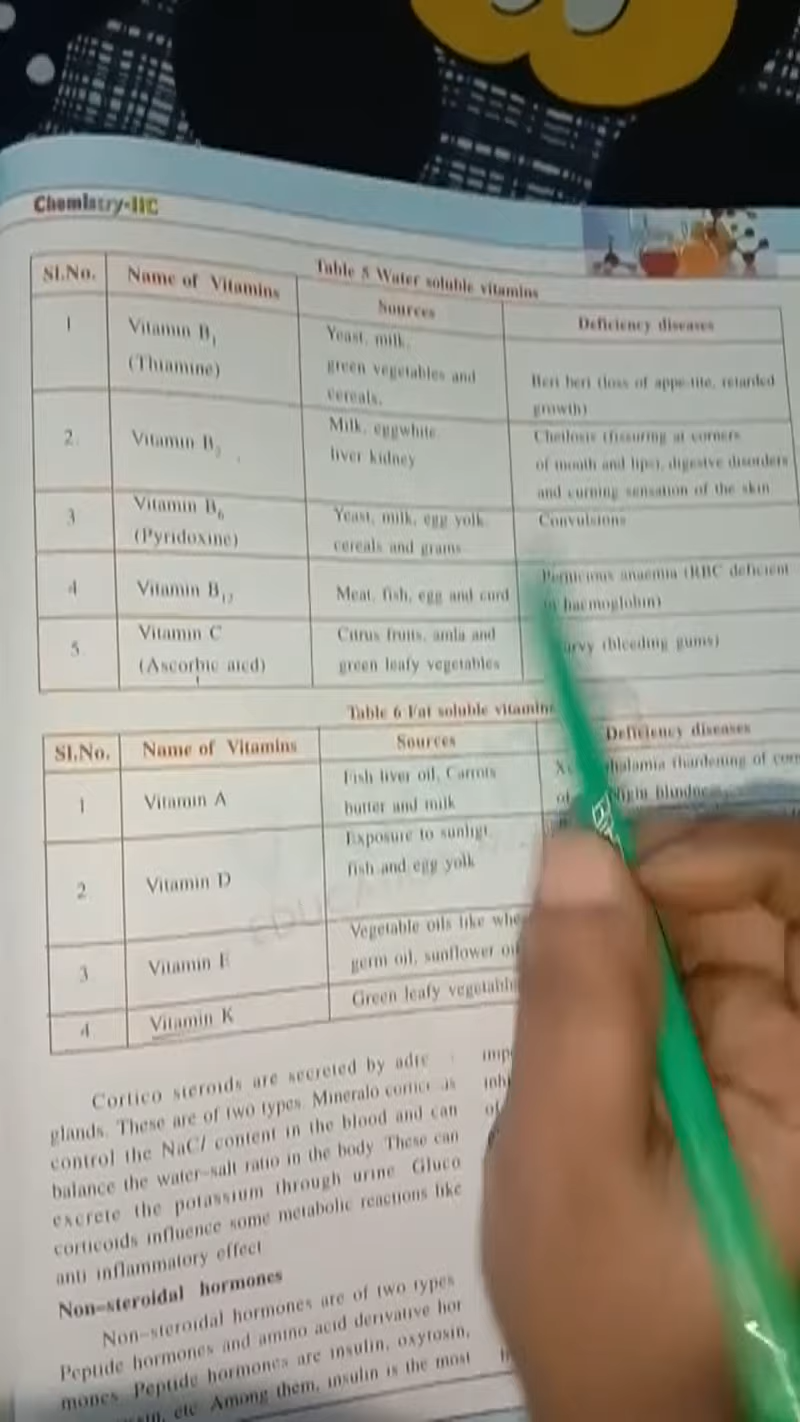 Chemistry-IIC
Table 5 Water soluble vitamins
Sl.No. Name of Vitamins Sources Deficiency diseases
1 Vitamin B1 (Thiamine) Yeast, milk, green vegetables and cereals. Beri beri (loss of appe-tite, retarded growth)
2 Vitamin B2 Milk, eggwhite liver kidney Cheilosis (fissuring at corners of mouth and lips), digestve disorders and curning sensation of the skin
3 Vitamin B6 (Pyridoxine) Yeast, milk, egg yolk cereals and grams Convulsions
4 Vitamin B12 Meat, fish, egg and curd Pernicious anaemia (RBC deficient haemoglobin)
5 Vitamin C (Ascorbic aicd) Citrus fruits, amla and green leafy vegetables (bleeding gums)
Table 6 Fat soluble vitamins
Sl.No. Name of Vitamins Sources Deficiency diseases
1 Vitamin A Fish liver oil, Carrots butter and milk (hardening of Night blindness
2 Vitamin D Exposure to sunligt, fish and egg yolk
3 Vitamin E Vegetable oils like germ oil, sunflower
4 Vitamin K Green leafy
Cortico steroids are secreted by
glands. These are of two types. Mineralo
control the NaCl content in the blood and can
balance the water-salt ratio in the body. These can
excrete the potassium through urine. Gluco
corticoids influence some metabolic reactions like
anti inflammatory effect
Non-steroidal hormones
Non-steroidal hormones are of two types
Peptide hormones and amino acid derivative hor
mones. Peptide hormones are insulin, oxytosin,
etc. Among them, insulin is the most